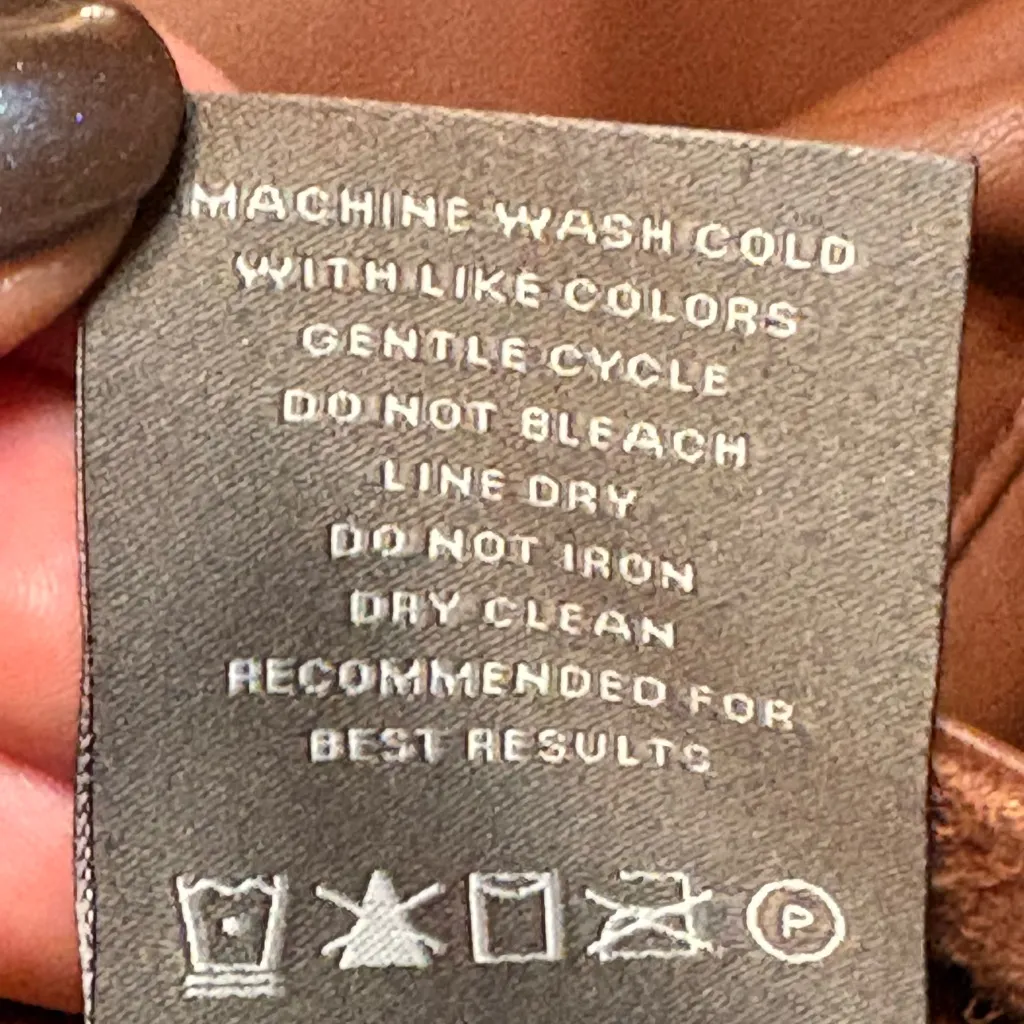 MACHINE WASH COLD
WITH LIKE COLORS
GENTLE CYCLE
DO NOT BLEACH
LINE DRY
DO NOT IRON
DRY CLEAN
RECOMMENDED FOR
BEST RESULTS
P